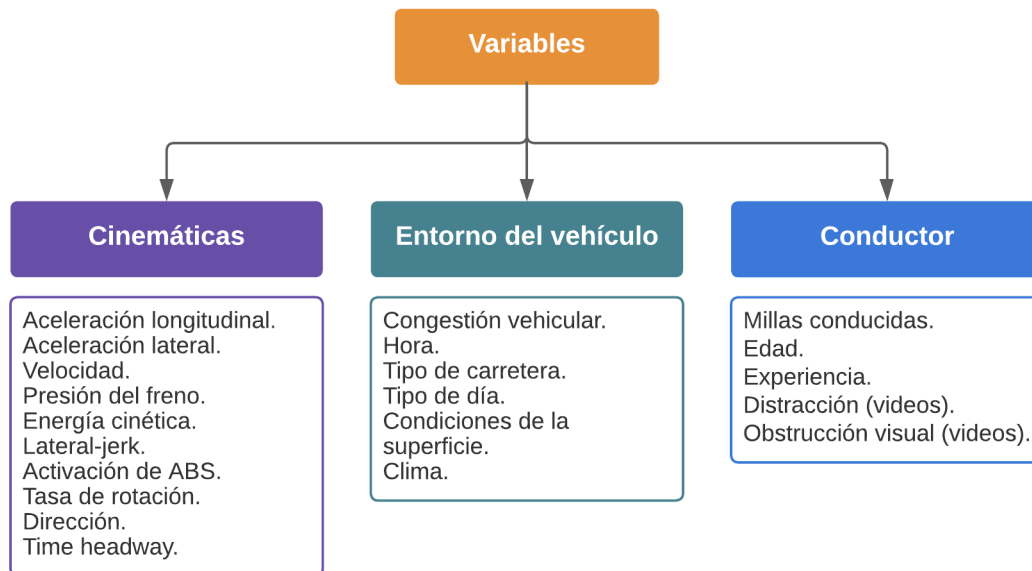 Variables
Cinemáticas
Aceleración longitudinal.
Aceleración lateral.
Velocidad.
Presión del freno.
Energía cinética.
Lateral-jerk.
Activación de ABS.
Tasa de rotación.
Dirección.
Time headway.
Entorno del vehículo
Congestión vehicular.
Hora.
Tipo de carretera.
Tipo de día.
Condiciones de la
superficie.
Clima.
Conductor
Millas conducidas.
Edad.
Experiencia.
Distracción (videos).
Obstrucción visual (videos).